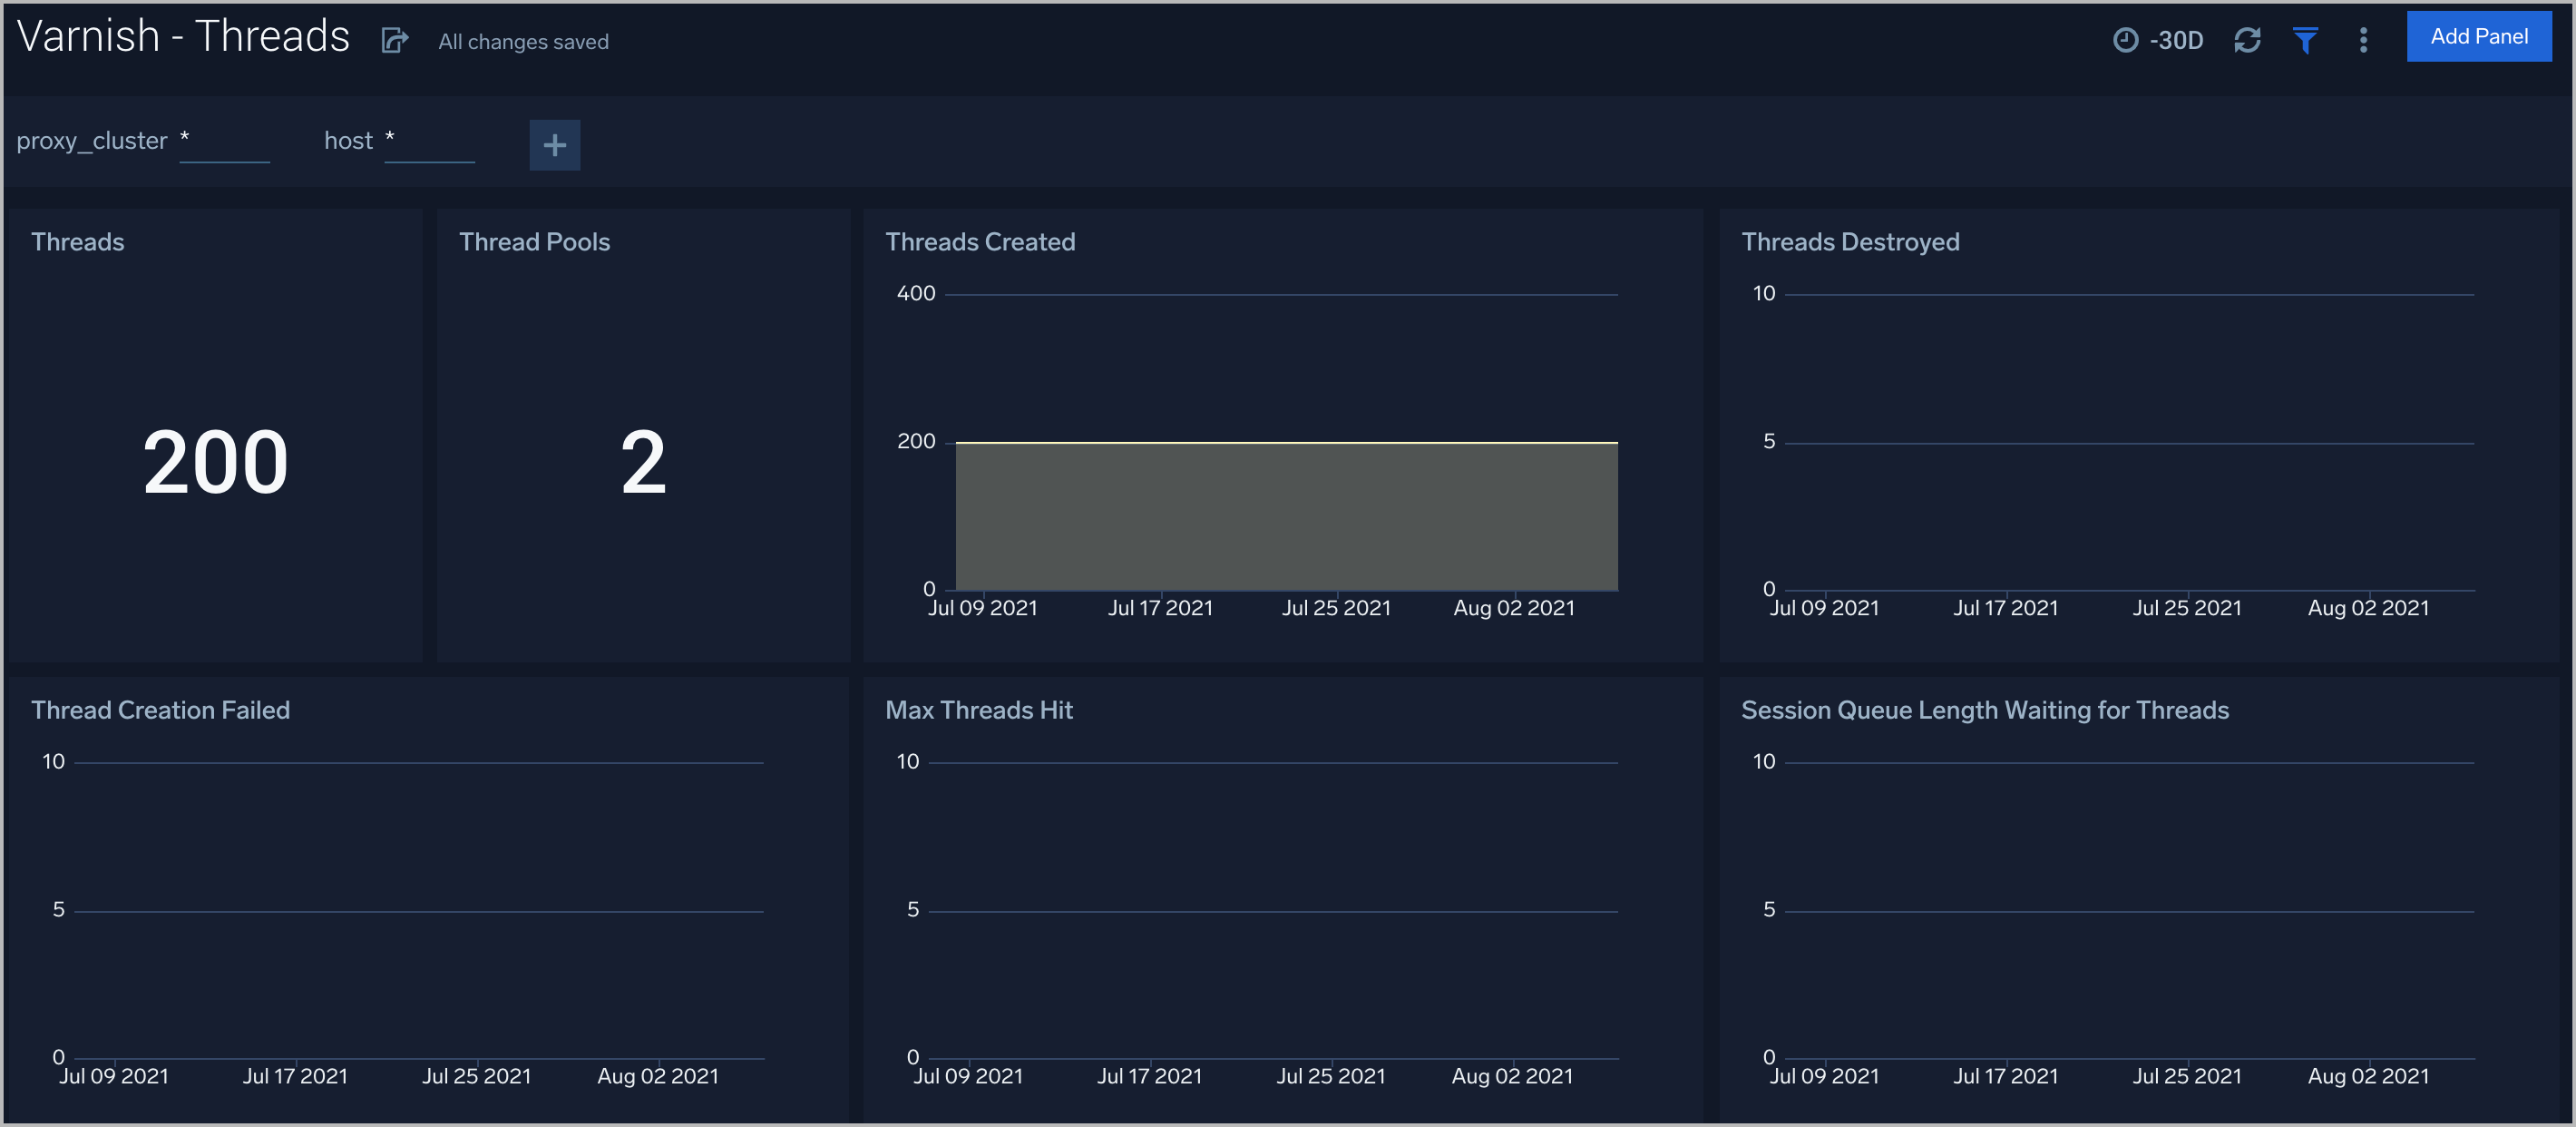 Varnish - Threads
All changes saved
-30D
Add Panel
proxy_cluster *
host *
Threads
200
Thread Pools
2
Threads Created
400
200
0
Jul 09 2021 Jul 17 2021 Jul 25 2021 Aug 02 2021
Threads Destroyed
10
5
0
Jul 09 2021 Jul 17 2021 Jul 25 2021 Aug 02 2021
Thread Creation Failed
10
5
0
Jul 09 2021 Jul 17 2021 Jul 25 2021 Aug 02 2021
Max Threads Hit
10
5
0
Jul 09 2021 Jul 17 2021 Jul 25 2021 Aug 02 2021
Session Queue Length Waiting for Threads
10
5
0
Jul 09 2021 Jul 17 2021 Jul 25 2021 Aug 02 2021